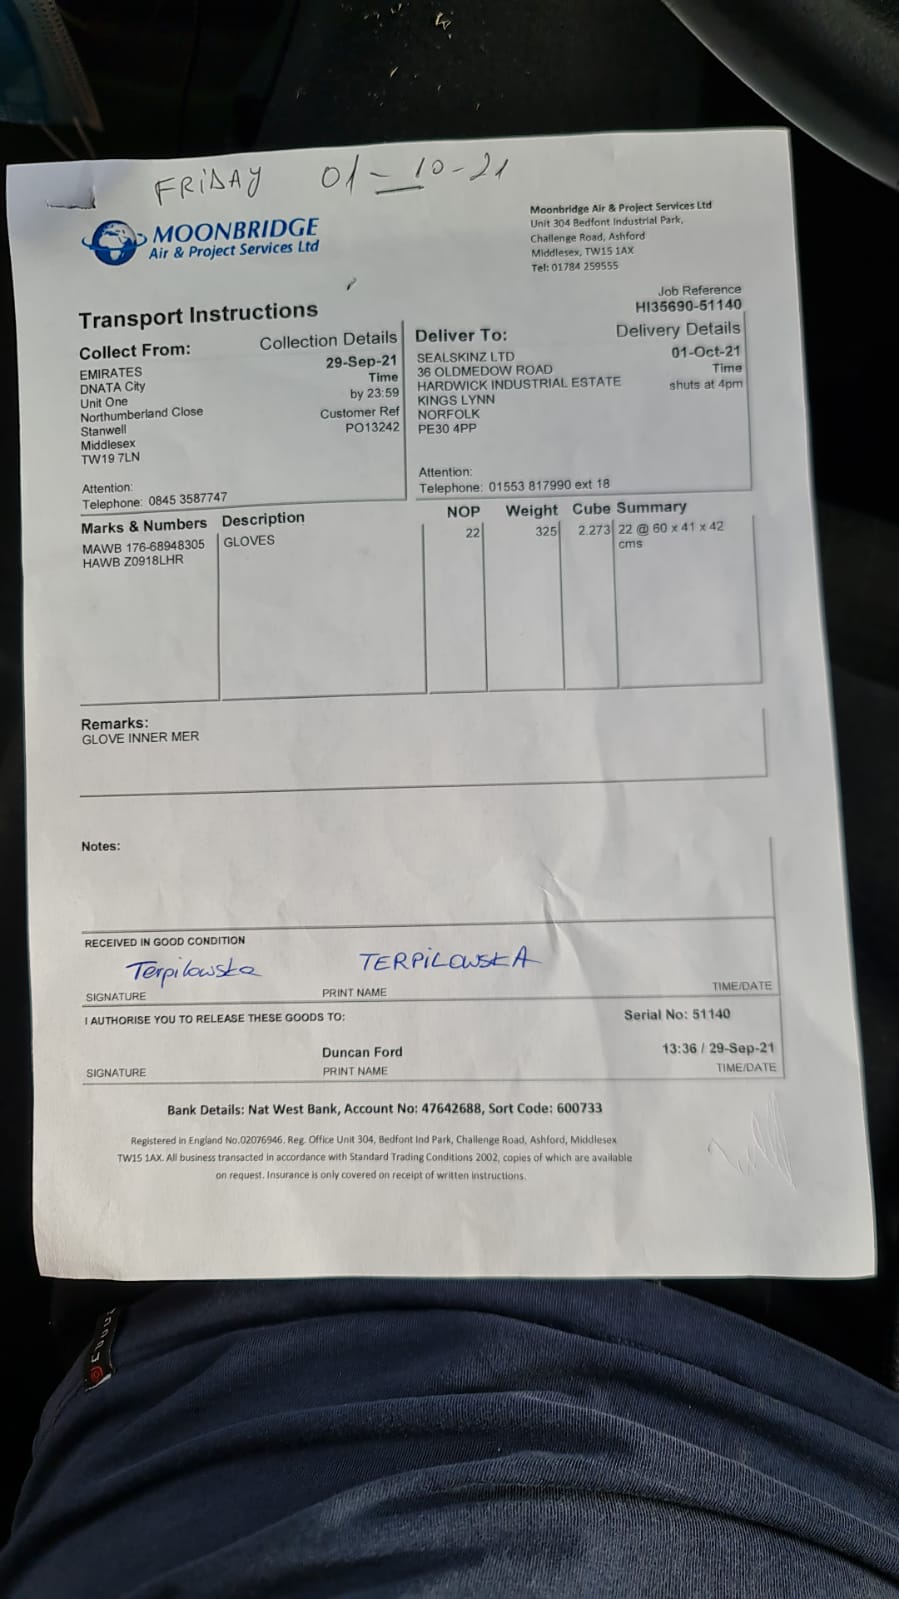 FRIDAY 01-10-21
MOONBRIDGE
Air & Project Services Ltd
Moonbridge Air & Project Services Ltd
Unit 304 Bedfont Industrial Park,
Challenge Road, Ashford
Middlesex, TW15 1AX
Tel: 01784 259555
Job Reference
HI35690-51140
Transport Instructions
Collect From:
EMIRATES
DNATA City
Unit One
Northumberland Close
Stanwell
Middlesex
TW19 7LN
Attention:
Telephone: 0845 3587747
Collection Details
29-Sep-21
Time
by 23:59
Customer Ref
PO13242
Deliver To:
SEALSKINZ LTD
36 OLDMEDOW ROAD
HARDWICK INDUSTRIAL ESTATE
KINGS LYNN
NORFOLK
PE30 4PP
Attention:
Telephone: 01553 817990 ext 18
Delivery Details
01-Oct-21
Time
shuts at 4pm
Marks & Numbers Description NOP Weight Cube Summary
MAWB 176-68948305 GLOVES 22 325 2.273 22 @ 60 x 41 x 42
HAWB Z0918LHR cms
Remarks:
GLOVE INNER MER
Notes:
RECEIVED IN GOOD CONDITION
Terpilowska TERPILOWSKA
SIGNATURE PRINT NAME TIME/DATE
I AUTHORISE YOU TO RELEASE THESE GOODS TO: Serial No: 51140
Duncan Ford 13:36 / 29-Sep-21
SIGNATURE PRINT NAME TIME/DATE
Bank Details: Nat West Bank, Account No: 47642688, Sort Code: 600733
Registered in England No.02076946. Reg. Office Unit 304, Bedfont Ind Park, Challenge Road, Ashford, Middlesex
TW15 1AX. All business transacted in accordance with Standard Trading Conditions 2002, copies of which are available
on request. Insurance is only covered on receipt of written instructions.